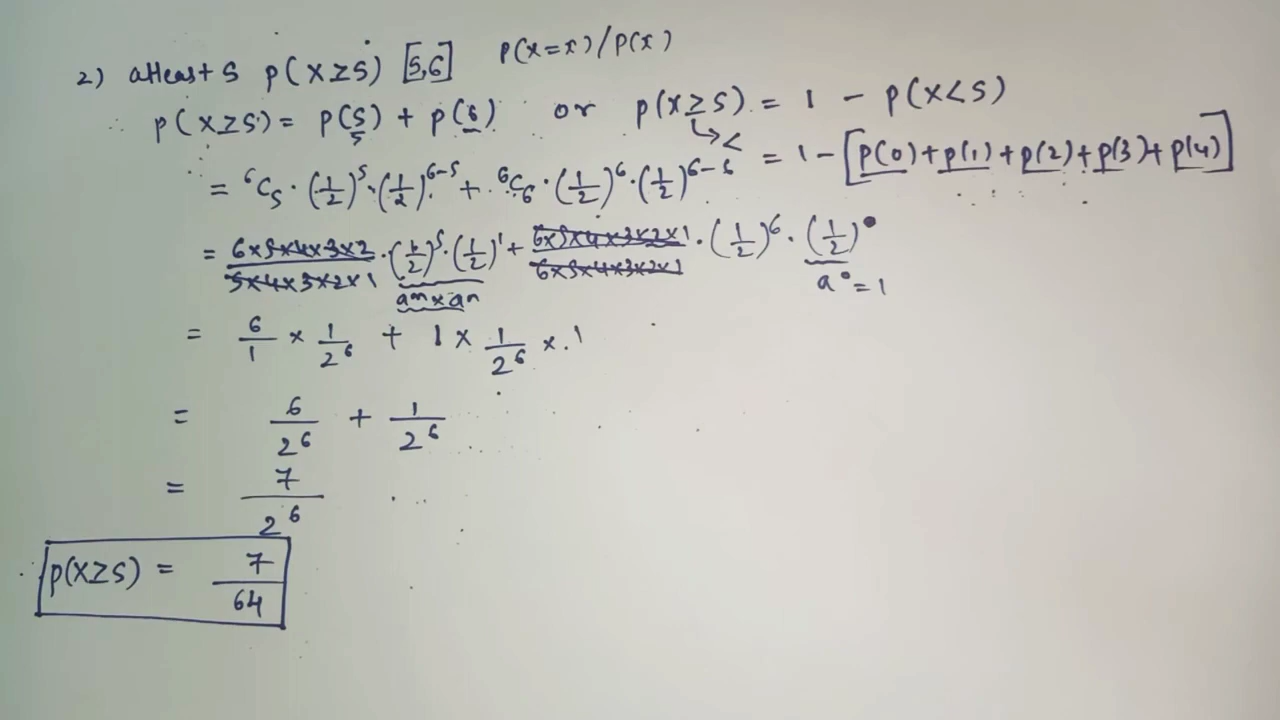 2) atleast 5 P(X≥5) [5,6] P(X=x)/P(x)
∴ P(X≥5) = P(5) + P(6) or P(X≥5) = 1 - P(X<5)
↳<
= ⁶C₅ · (1/2)⁵ · (1/2)⁶⁻⁵ + ⁶C₆ · (1/2)⁶ · (1/2)⁶⁻⁶ = 1 - [P(0)+P(1)+P(2)+P(3)+P(4)]
= 6×5×4×3×2/5×4×3×2×1 · (1/2)⁵ · (1/2)¹ + 6×5×4×3×2×1/6×5×4×3×2×1 · (1/2)⁶ · (1/2)⁰
aᵐ×aⁿ a⁰=1
= 6/1 × 1/2⁶ + 1 × 1/2⁶ × 1
= 6/2⁶ + 1/2⁶
= 7/2⁶
P(X≥5) = 7/64